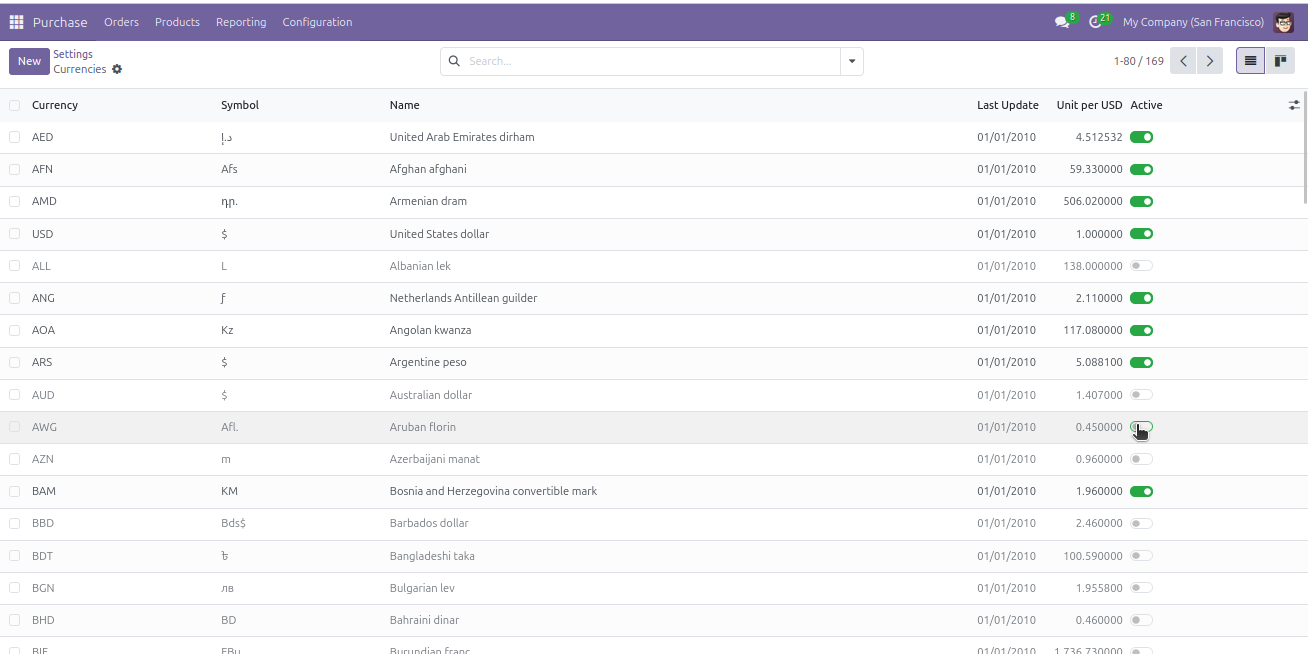 Purchase Orders Products Reporting Configuration 8 21 My Company (San Francisco)
New Settings Search... 1-80 / 169
Currencies
Currency Symbol Name Last Update Unit per USD Active
AED د.إ United Arab Emirates dirham 01/01/2010 4.512532
AFN Afs Afghan afghani 01/01/2010 59.330000
AMD դր. Armenian dram 01/01/2010 506.020000
USD $ United States dollar 01/01/2010 1.000000
ALL L Albanian lek 01/01/2010 138.000000
ANG ƒ Netherlands Antillean guilder 01/01/2010 2.110000
AOA Kz Angolan kwanza 01/01/2010 117.080000
ARS $ Argentine peso 01/01/2010 5.088100
AUD $ Australian dollar 01/01/2010 1.407000
AWG Afl. Aruban florin 01/01/2010 0.450000
AZN m Azerbaijani manat 01/01/2010 0.960000
BAM KM Bosnia and Herzegovina convertible mark 01/01/2010 1.960000
BBD Bds$ Barbados dollar 01/01/2010 2.460000
BDT ৳ Bangladeshi taka 01/01/2010 100.590000
BGN лв Bulgarian lev 01/01/2010 1.955800
BHD BD Bahraini dinar 01/01/2010 0.460000
BIF FBu Burundian franc 01/01/2010 1,736.730000